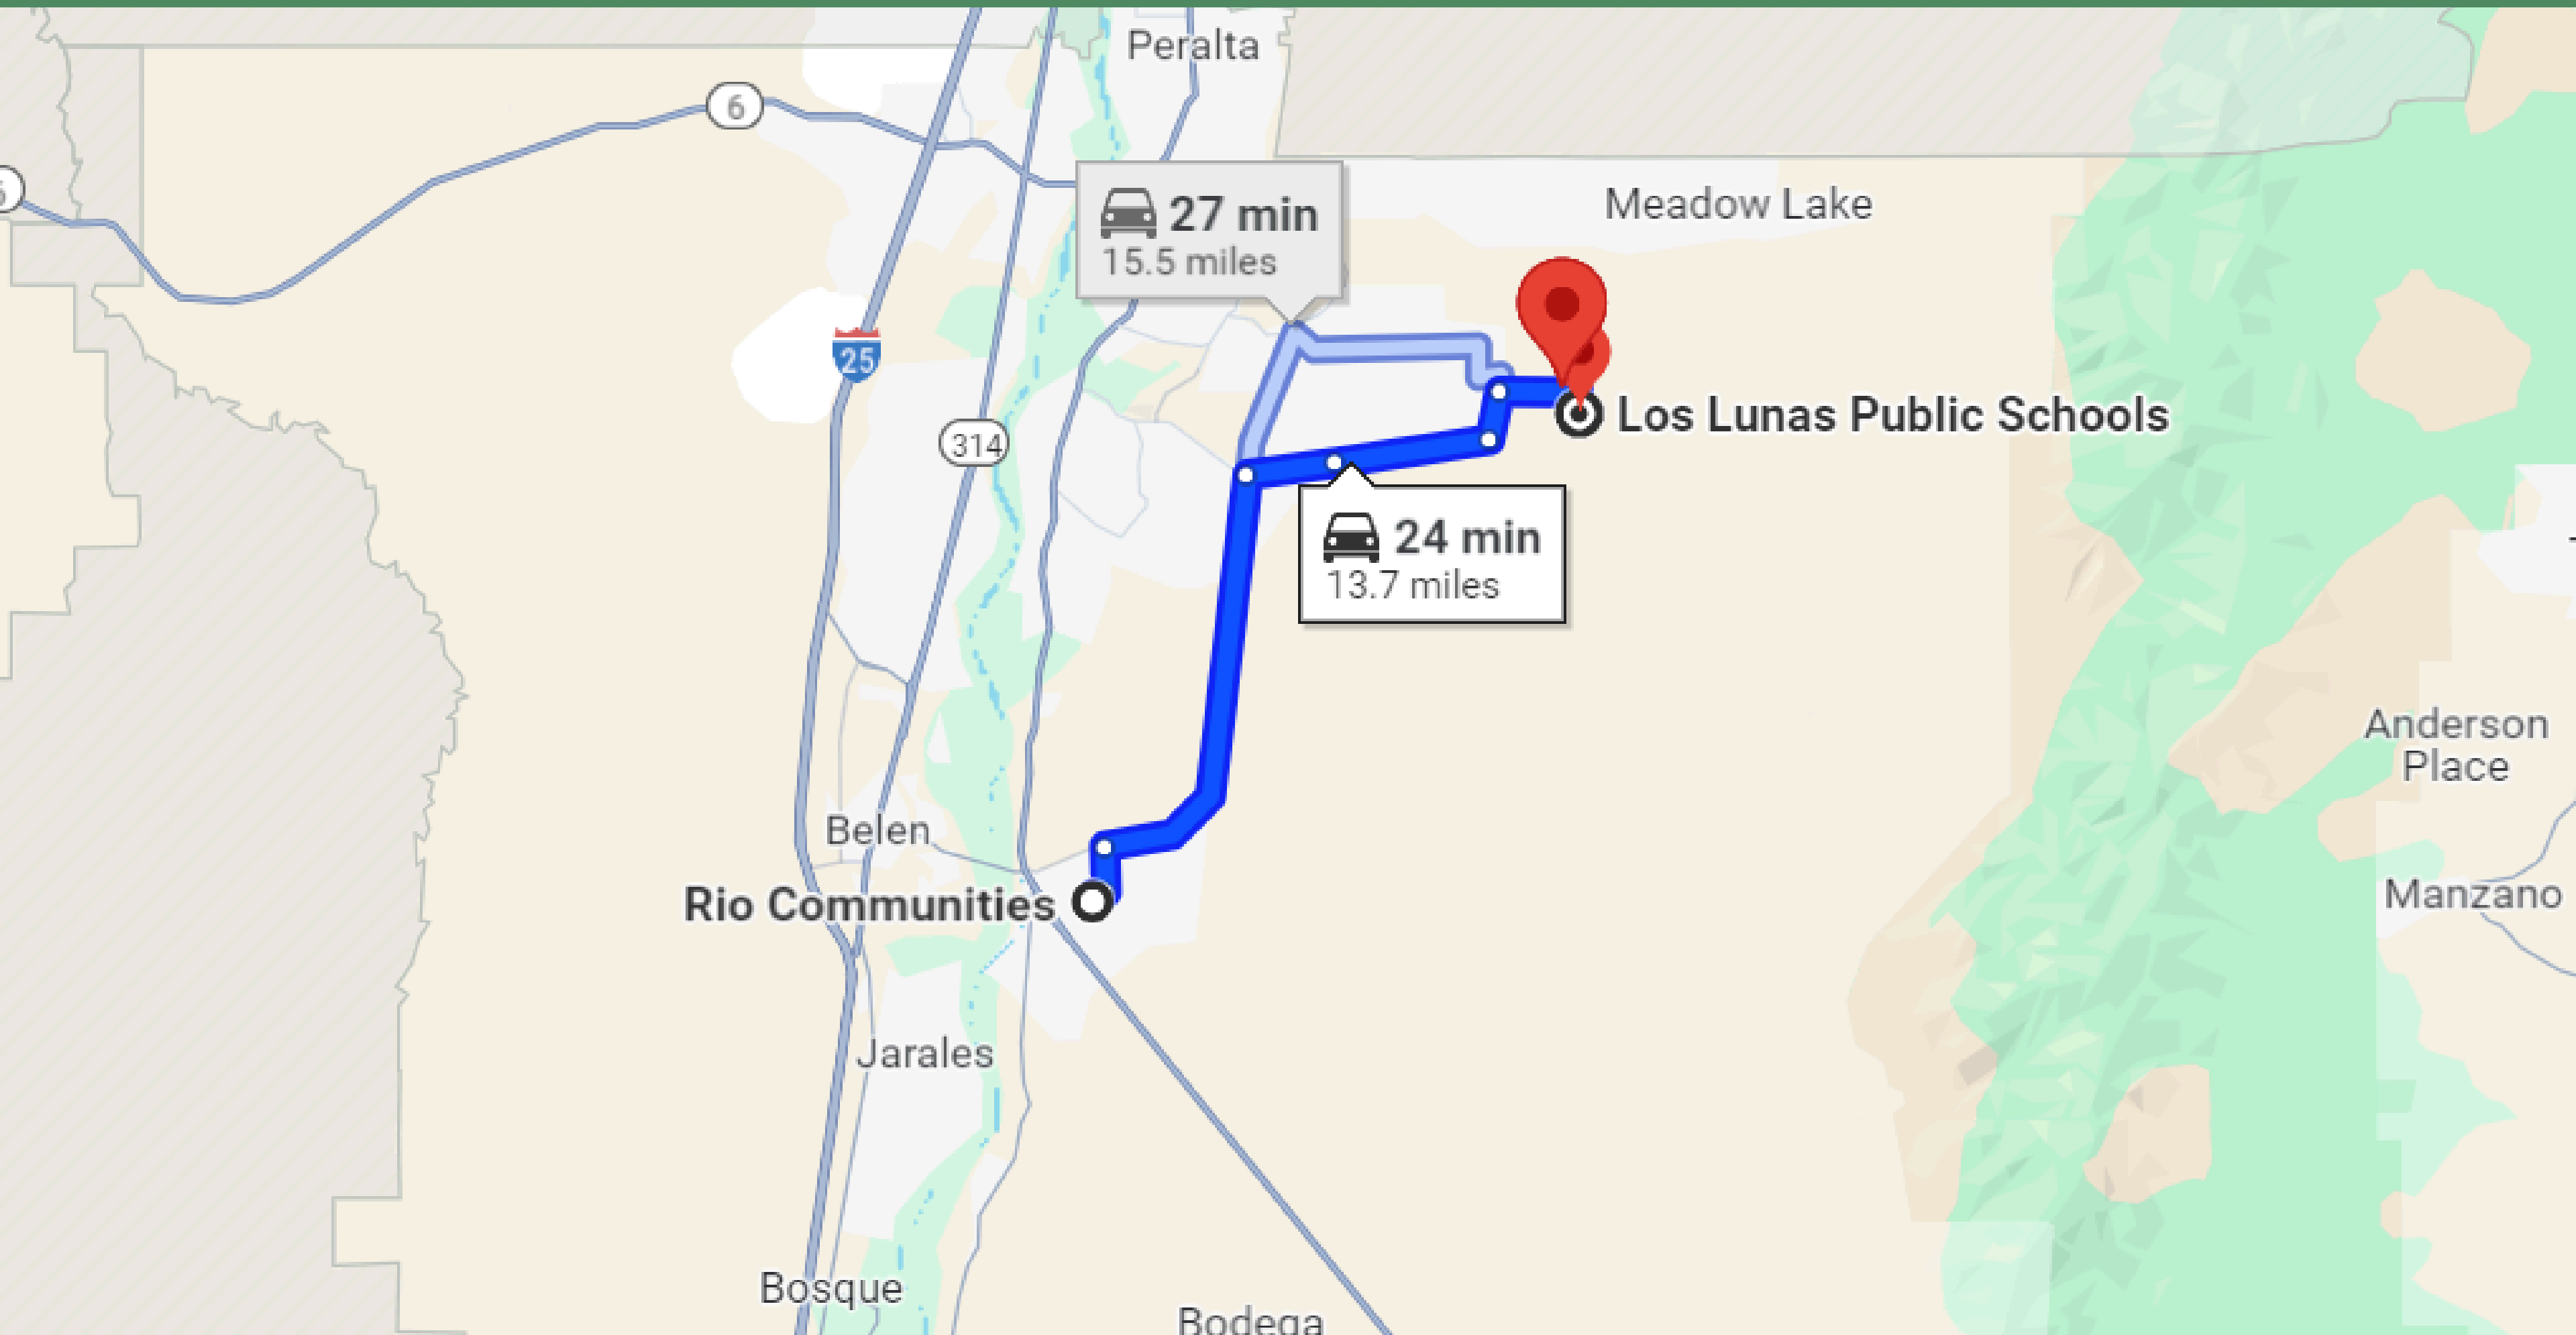 Peralta
6
6
Meadow Lake
27 min
15.5 miles
25
Los Lunas Public Schools
314
24 min
13.7 miles
Anderson
Place
Belen
Manzano
Rio Communities
Jarales
Bosque
Bodega